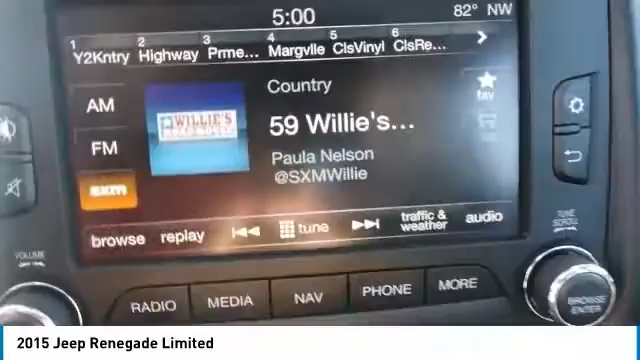 5:00
82° NW
1 Y2Kntry 2 Highway 3 Prme... 4 Margvlle 5 ClsVinyl 6 ClsRe...
Country
fav
AM
WILLIE'S
59 Willie's...
FM
Paula Nelson
@SXMWillie
sxm
browse replay tune traffic & weather audio
VOLUME
TUNE SCROLL
RADIO MEDIA NAV PHONE MORE
BROWSE ENTER
2015 Jeep Renegade Limited